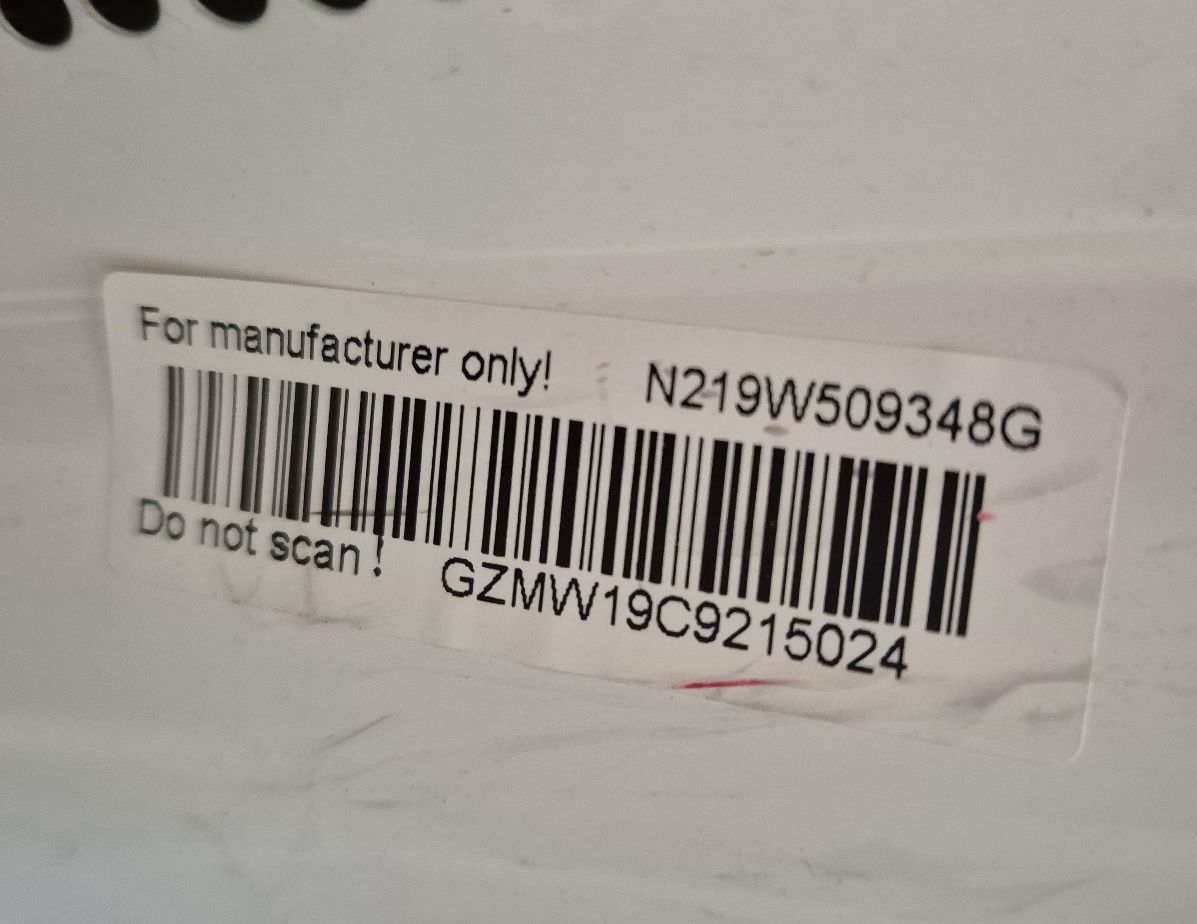 For manufacturer only! N219W509348G
Do not scan! GZMW19C9215024